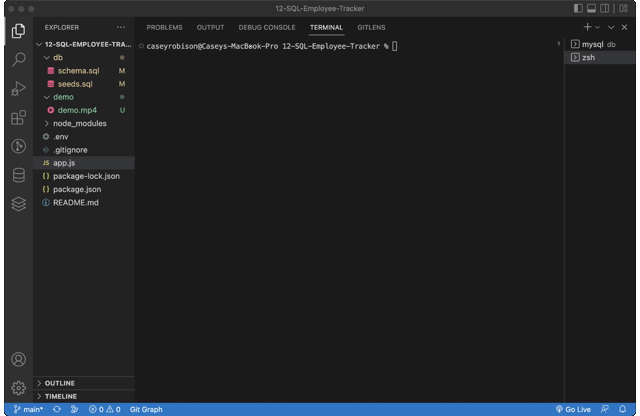 12-SQL-Employee-Tracker
EXPLORER
12-SQL-EMPLOYEE-TRA...
db
schema.sql M
seeds.sql M
demo
demo.mp4 U
node_modules
.env
.gitignore
JS app.js
{} package-lock.json
{} package.json
README.md
OUTLINE
TIMELINE
PROBLEMS OUTPUT DEBUG CONSOLE TERMINAL GITLENS
caseyrobison@Caseys-MacBook-Pro 12-SQL-Employee-Tracker %
mysql db
zsh
main* 0 0 Git Graph Go Live